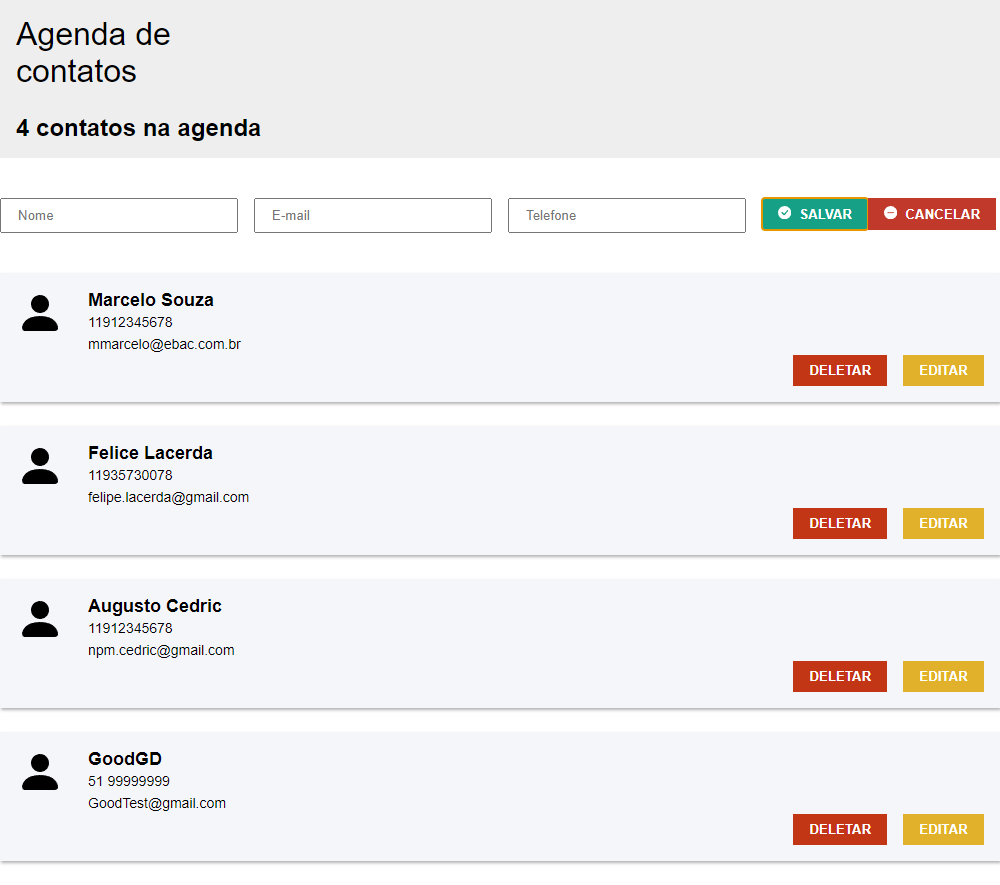 Agenda de
contatos
4 contatos na agenda
Nome E-mail Telefone SALVAR CANCELAR
Marcelo Souza
11912345678
mmarcelo@ebac.com.br
DELETAR EDITAR
Felice Lacerda
11935730078
felipe.lacerda@gmail.com
DELETAR EDITAR
Augusto Cedric
11912345678
npm.cedric@gmail.com
DELETAR EDITAR
GoodGD
51 99999999
GoodTest@gmail.com
DELETAR EDITAR